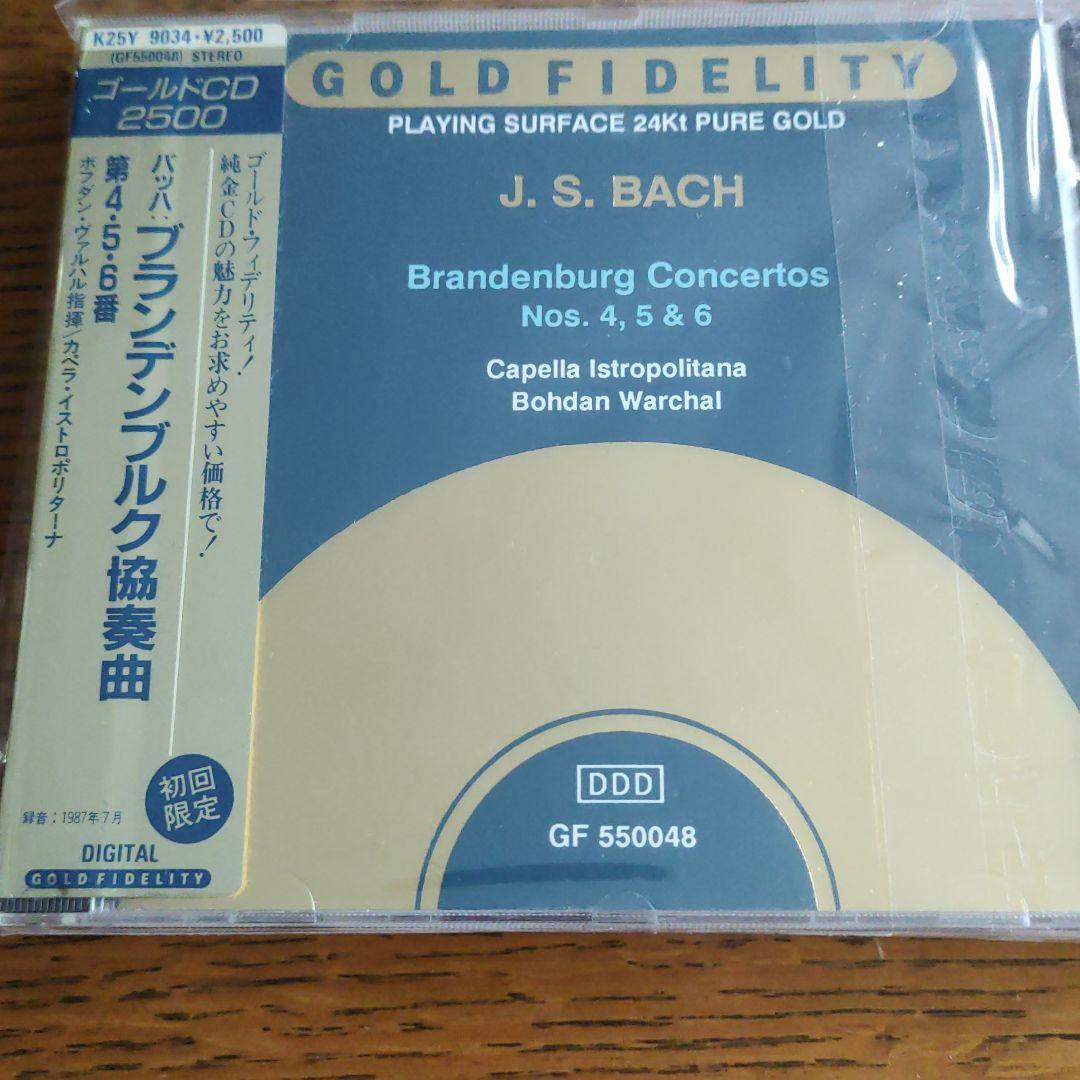 K25Y 9034・¥2,500
(GF550048) STEREO
ゴールドCD
2500
ゴールド・フィデリティ!
純金CDの魅力をお求めやすい価格で!
バッハ:ブランデンブルク協奏曲
第4・5・6番
ボフダン・ヴァルハル指揮/カペラ・イストロポリターナ
初回
限定
録音:1987年7月
DIGITAL
GOLD FIDELITY
GOLD FIDELITY
PLAYING SURFACE 24Kt PURE GOLD
J. S. BACH
Brandenburg Concertos
Nos. 4, 5 & 6
Capella Istropolitana
Bohdan Warchal
DDD
GF 550048